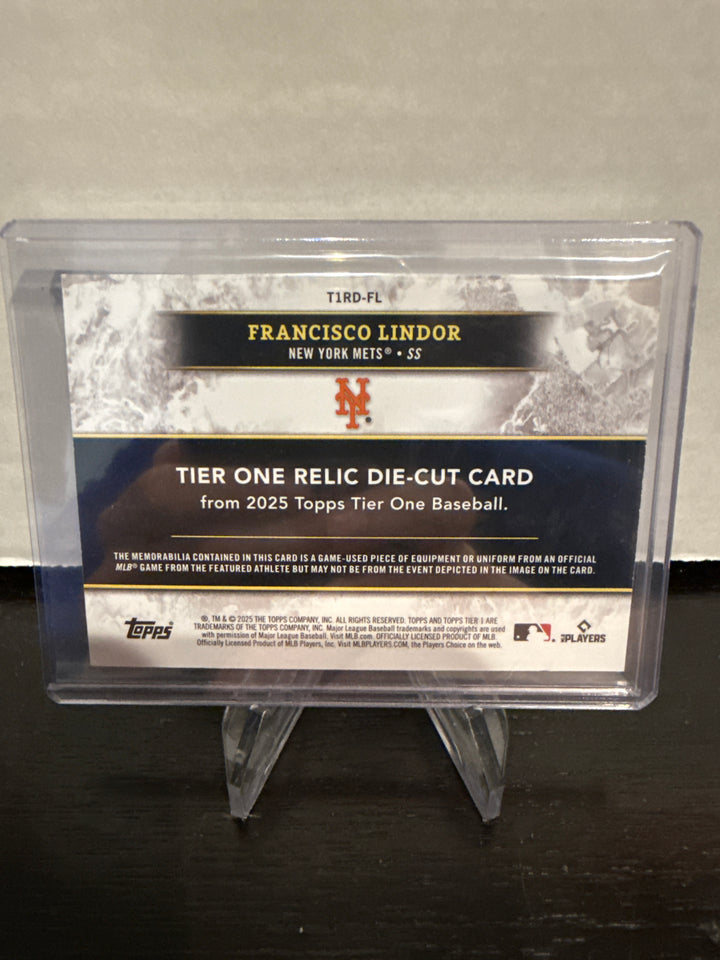 T1RD-FL
FRANCISCO LINDOR
NEW YORK METS® • SS
NY
TIER ONE RELIC DIE-CUT CARD
from 2025 Topps Tier One Baseball.
THE MEMORABILIA CONTAINED IN THIS CARD IS A GAME-USED PIECE OF EQUIPMENT OR UNIFORM FROM AN OFFICIAL
MLB® GAME FROM THE FEATURED ATHLETE BUT MAY NOT BE FROM THE EVENT DEPICTED IN THE IMAGE ON THE CARD.
®, TM & © 2025 THE TOPPS COMPANY, INC. ALL RIGHTS RESERVED. TOPPS AND TOPPS TIER 1 ARE
TRADEMARKS OF THE TOPPS COMPANY, INC. Major League Baseball trademarks and copyrights are used
with permission of Major League Baseball. Visit MLB.com. OFFICIALLY LICENSED PRODUCT OF MLB.
Officially Licensed Product of MLB Players, Inc. Visit MLBPLAYERS.COM, the Players Choice on the web.
Topps
MLB PLAYERS